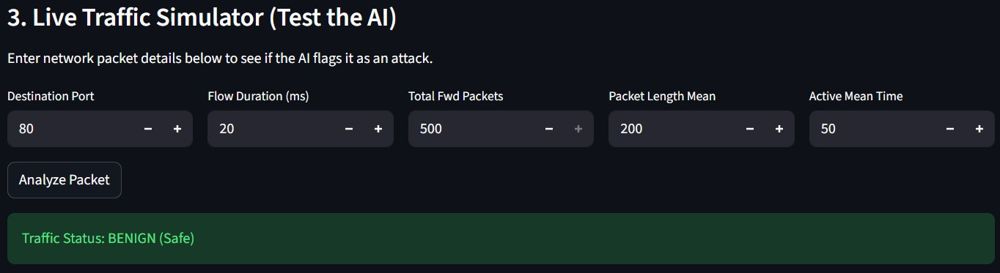 3. Live Traffic Simulator (Test the AI)
Enter network packet details below to see if the AI flags it as an attack.
Destination Port Flow Duration (ms) Total Fwd Packets Packet Length Mean Active Mean Time
80 − + 20 − + 500 − + 200 − + 50 − +
Analyze Packet
Traffic Status: BENIGN (Safe)